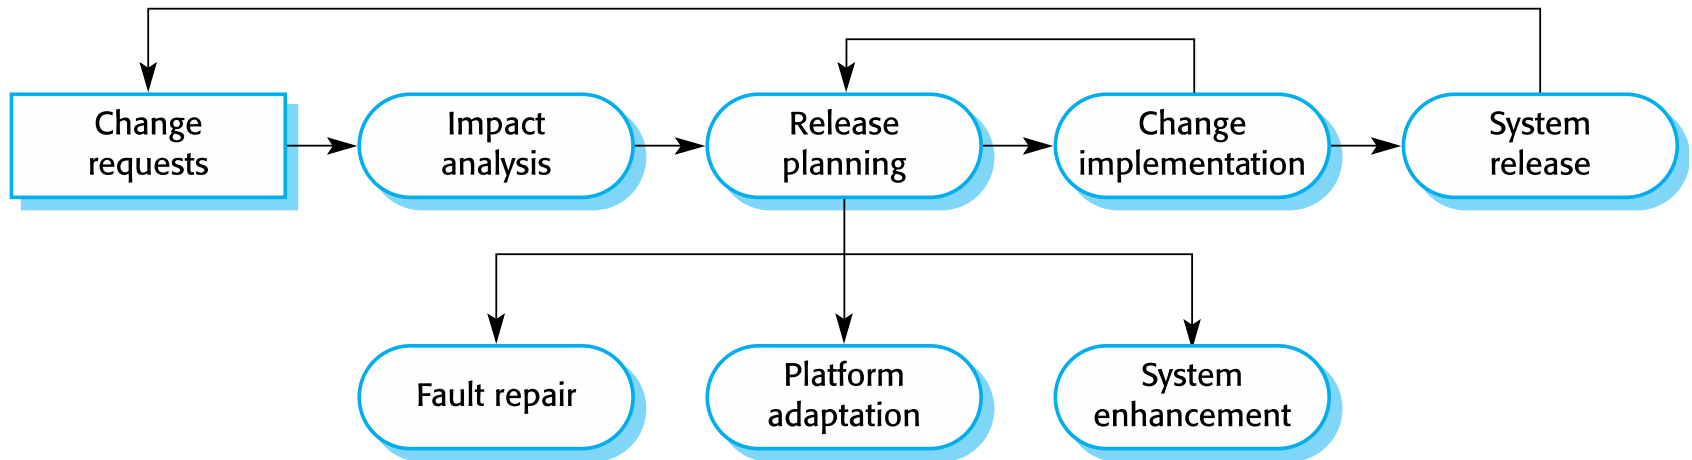 Change
requests
Impact
analysis
Release
planning
Change
implementation
System
release
Fault repair
Platform
adaptation
System
enhancement